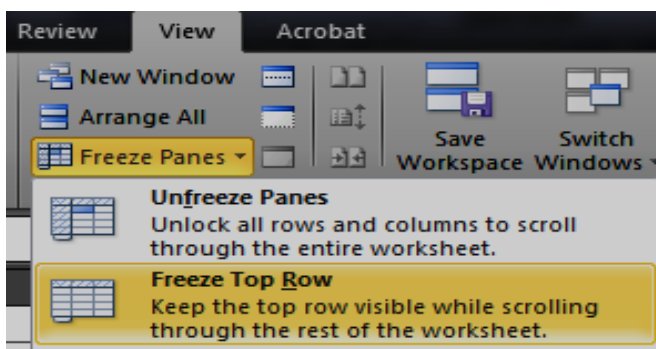 Review View Acrobat
New Window
Arrange All
Freeze Panes
Save Workspace
Switch Windows
Unfreeze Panes
Unlock all rows and columns to scroll
through the entire worksheet.
Freeze Top Row
Keep the top row visible while scrolling
through the rest of the worksheet.